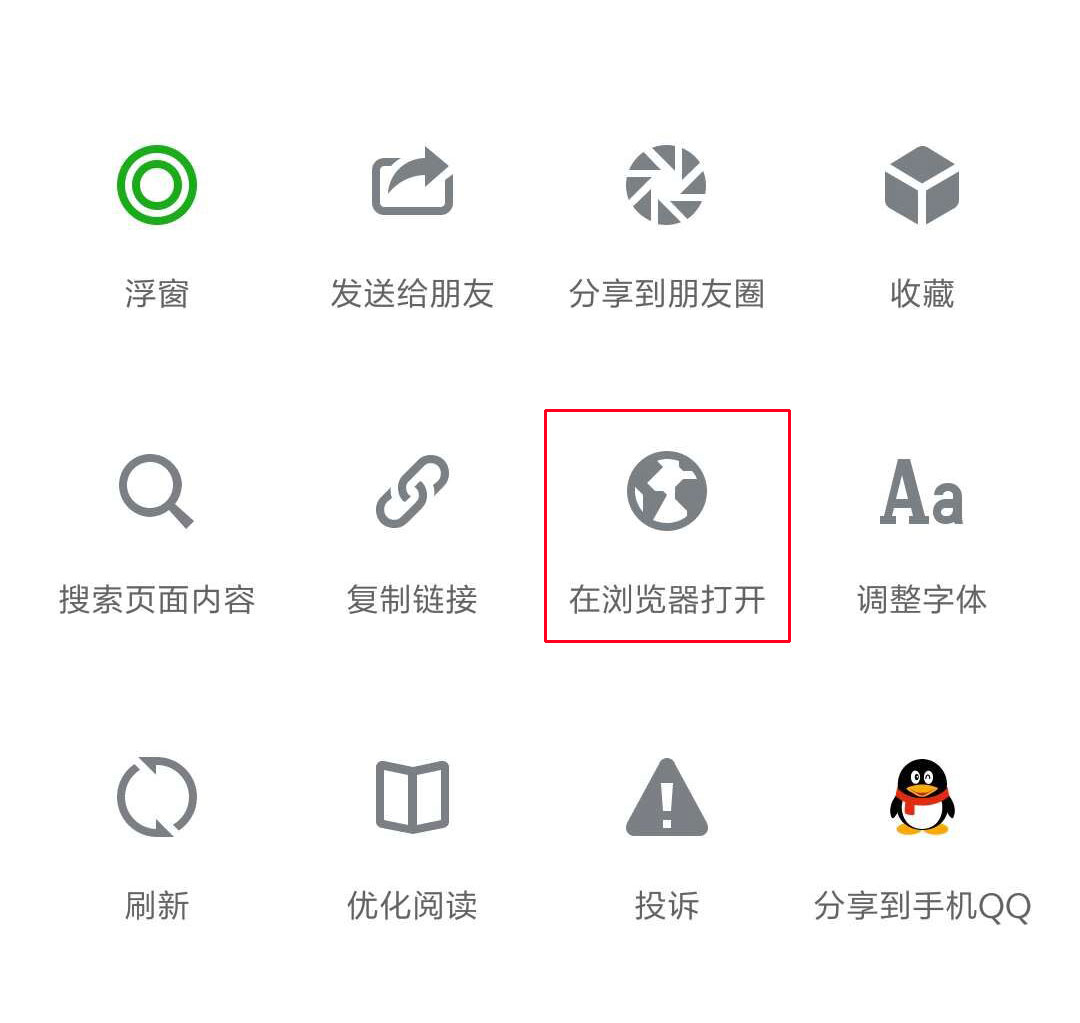 浮窗
发送给朋友
分享到朋友圈
收藏
搜索页面内容
复制链接
在浏览器打开
Aa
调整字体
刷新
优化阅读
投诉
分享到手机QQ